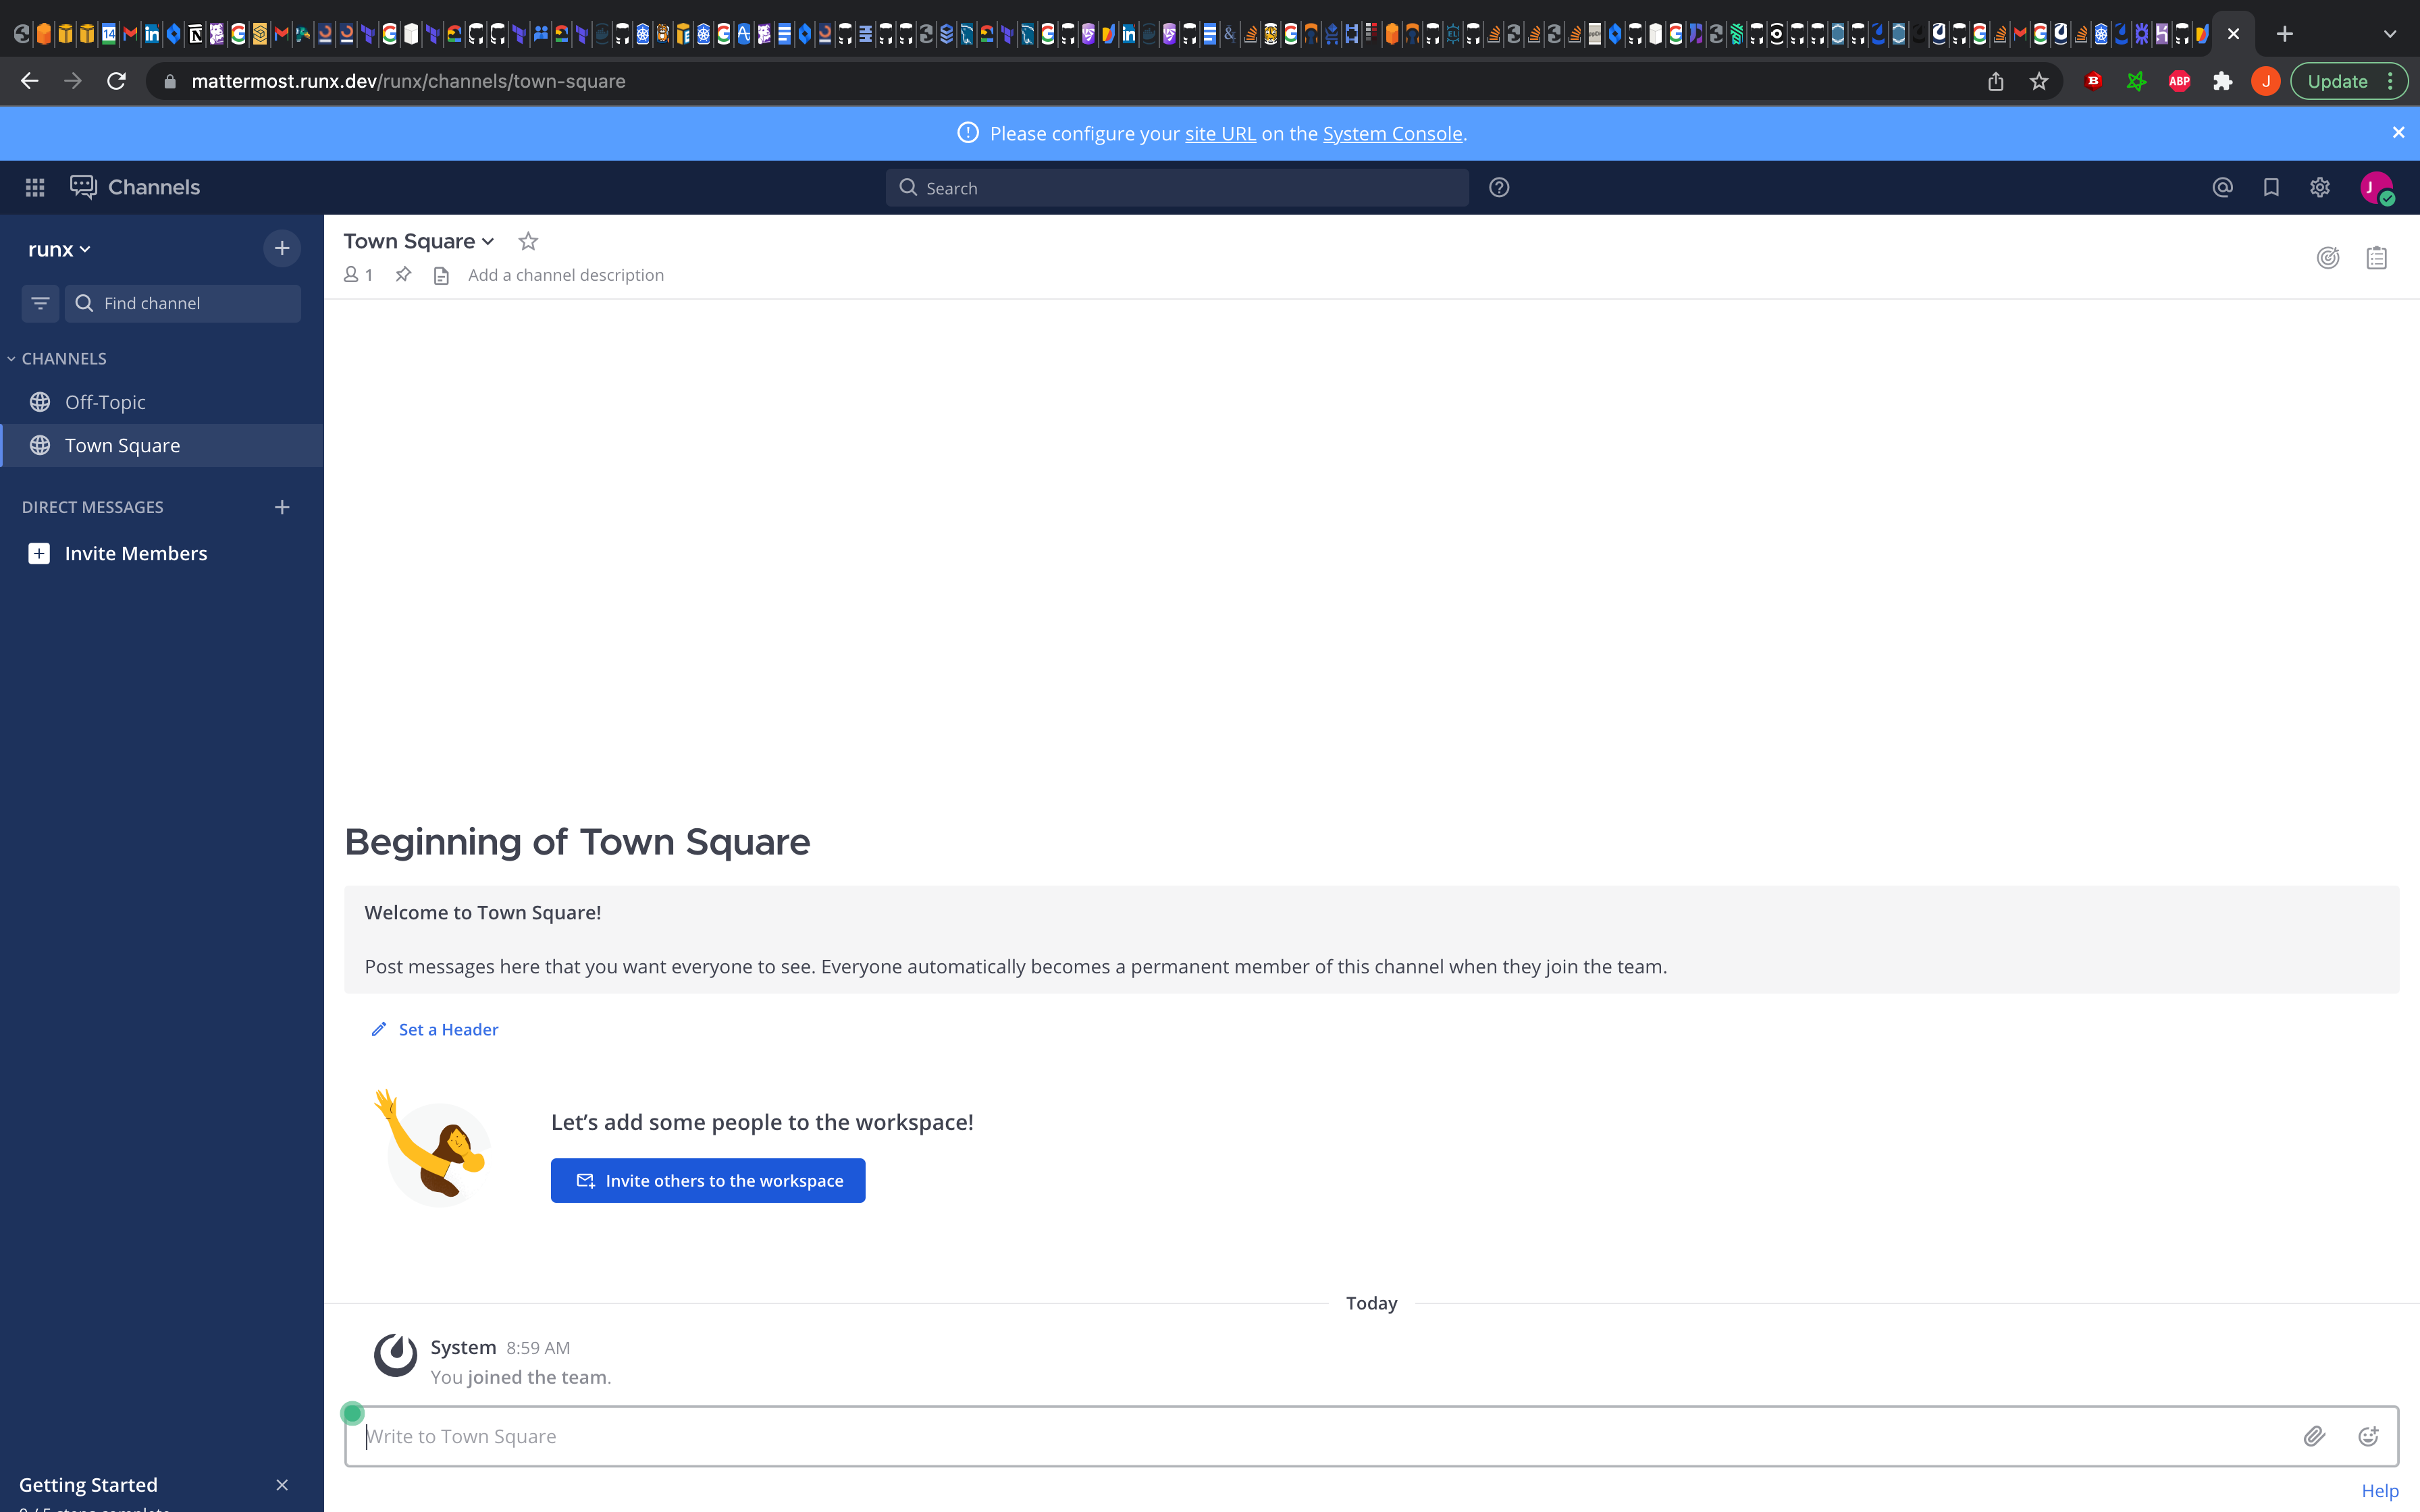 mattermost.runx.dev/runx/channels/town-square
ABP
J
Update
Please configure your site URL on the System Console.
Channels
Search
J
runx
Find channel
CHANNELS
Off-Topic
Town Square
DIRECT MESSAGES
Invite Members
Town Square
1
Add a channel description
Beginning of Town Square
Welcome to Town Square!
Post messages here that you want everyone to see. Everyone automatically becomes a permanent member of this channel when they join the team.
Set a Header
Let's add some people to the workspace!
Invite others to the workspace
Today
System 8:59 AM
You joined the team.
Write to Town Square
Getting Started
Help